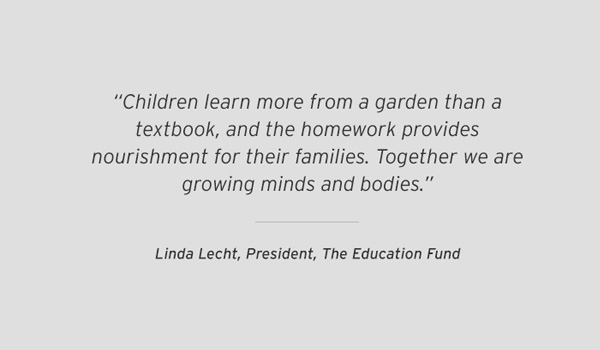 “Children learn more from a garden than a
textbook, and the homework provides
nourishment for their families. Together we are
growing minds and bodies.”
Linda Lecht, President, The Education Fund